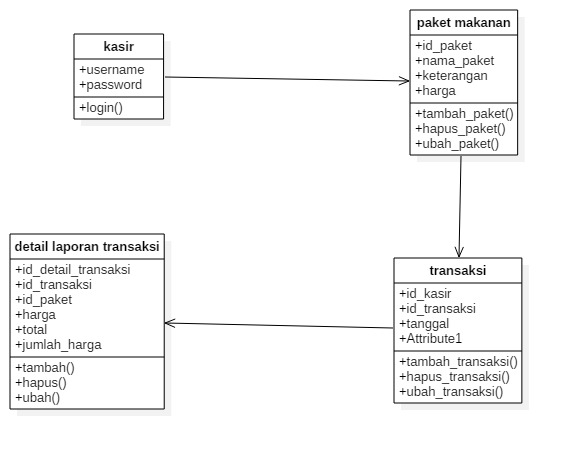 kasir
+username
+password
+login()
paket makanan
+id_paket
+nama_paket
+keterangan
+harga
+tambah_paket()
+hapus_paket()
+ubah_paket()
detail laporan transaksi
+id_detail_transaksi
+id_transaksi
+id_paket
+harga
+total
+jumlah_harga
+tambah()
+hapus()
+ubah()
transaksi
+id_kasir
+id_transaksi
+tanggal
+Attribute1
+tambah_transaksi()
+hapus_transaksi()
+ubah_transaksi()